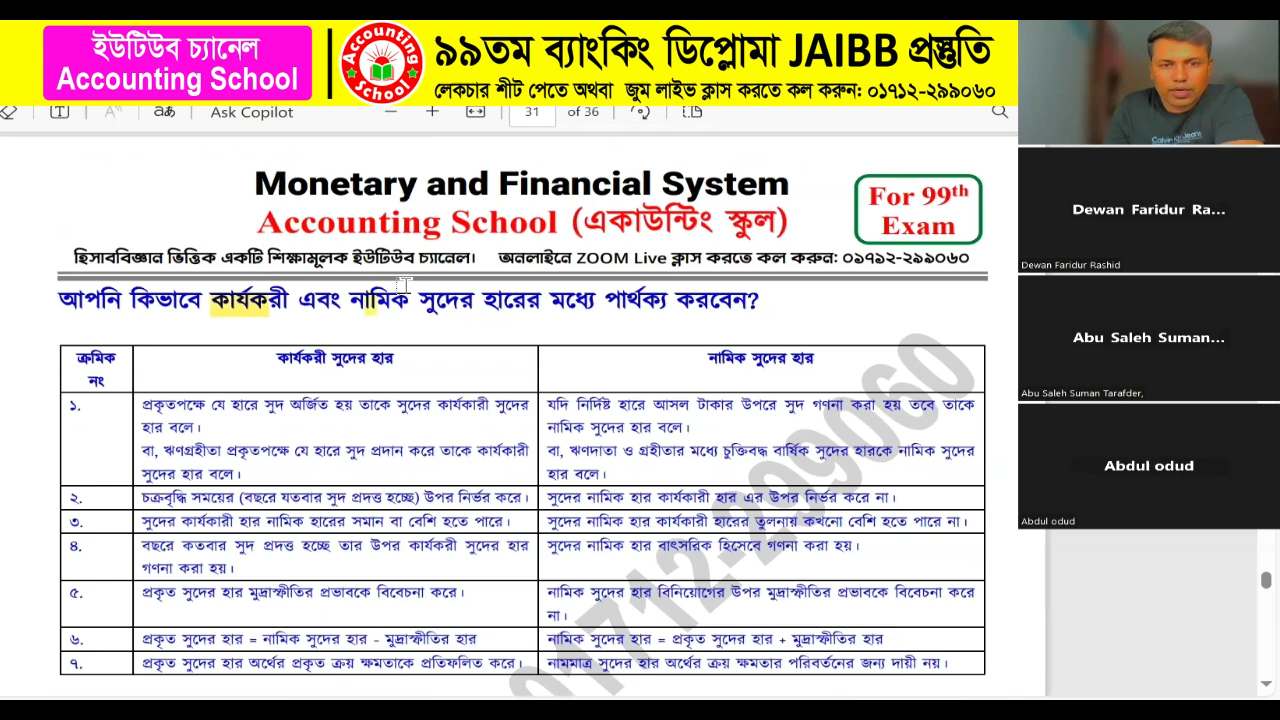 ইউটিউব চ্যানেল
Accounting School
Accounting
School
৯৯তম ব্যাংকিং ডিপ্লোমা JAIBB প্রস্তুতি
লেকচার শীট পেতে অথবা জুম লাইভ ক্লাস করতে কল করুন: ০১৭১২-২৯৯০৬০
Ask Copilot
31 of 36
Monetary and Financial System
Accounting School (একাউন্টিং স্কুল)
For 99th
Exam
হিসাববিজ্ঞান ভিত্তিক একটি শিক্ষামূলক ইউটিউব চ্যানেল। অনলাইনে ZOOM Live ক্লাস করতে কল করুন: ০১৭১২-২৯৯০৬০
আপনি কিভাবে কার্যকরী এবং নামিক সুদের হারের মধ্যে পার্থক্য করবেন?
ক্রমিক নং
কার্যকরী সুদের হার
নামিক সুদের হার
১.
প্রকৃতপক্ষে যে হারে সুদ অর্জিত হয় তাকে সুদের কার্যকারী সুদের
হার বলে।
বা, ঋণগ্রহীতা প্রকৃতপক্ষে যে হারে সুদ প্রদান করে তাকে কার্যকারী
সুদের হার বলে।
যদি নির্দিষ্ট হারে আসল টাকার উপরে সুদ গণনা করা হয় তবে তাকে
নামিক সুদের হার বলে।
বা, ঋণদাতা ও গ্রহীতার মধ্যে চুক্তিবদ্ধ বার্ষিক সুদের হারকে নামিক সুদের
হার বলে।
২.
চক্রবৃদ্ধি সময়ের (বছরে যতবার সুদ প্রদত্ত হচ্ছে) উপর নির্ভর করে।
সুদের নামিক হার কার্যকারী হার এর উপর নির্ভর করে না।
৩.
সুদের কার্যকারী হার নামিক হারের সমান বা বেশি হতে পারে।
সুদের নামিক হার কার্যকারী হারের তুলনায় কখনো বেশি হতে পারে না।
৪.
বছরে কতবার সুদ প্রদত্ত হচ্ছে তার উপর কার্যকরী সুদের হার
গণনা করা হয়।
সুদের নামিক হার বাৎসরিক হিসেবে গণনা করা হয়।
৫.
প্রকৃত সুদের হার মুদ্রাস্ফীতির প্রভাবকে বিবেচনা করে।
নামিক সুদের হার বিনিয়োগের উপর মুদ্রাস্ফীতির প্রভাবকে বিবেচনা করে
না।
৬.
প্রকৃত সুদের হার = নামিক সুদের হার - মুদ্রাস্ফীতির হার
নামিক সুদের হার = প্রকৃত সুদের হার + মুদ্রাস্ফীতির হার
৭.
প্রকৃত সুদের হার অর্থের প্রকৃত ক্রয় ক্ষমতাকে প্রতিফলিত করে।
নামমাত্র সুদের হার অর্থের ক্রয় ক্ষমতার পরিবর্তনের জন্য দায়ী নয়।
01712-299060
Calvin Klein Jeans
Dewan Faridur Ra...
Dewan Faridur Rashid
Abu Saleh Suman...
Abu Saleh Suman Tarafder,
Abdul odud
Abdul odud